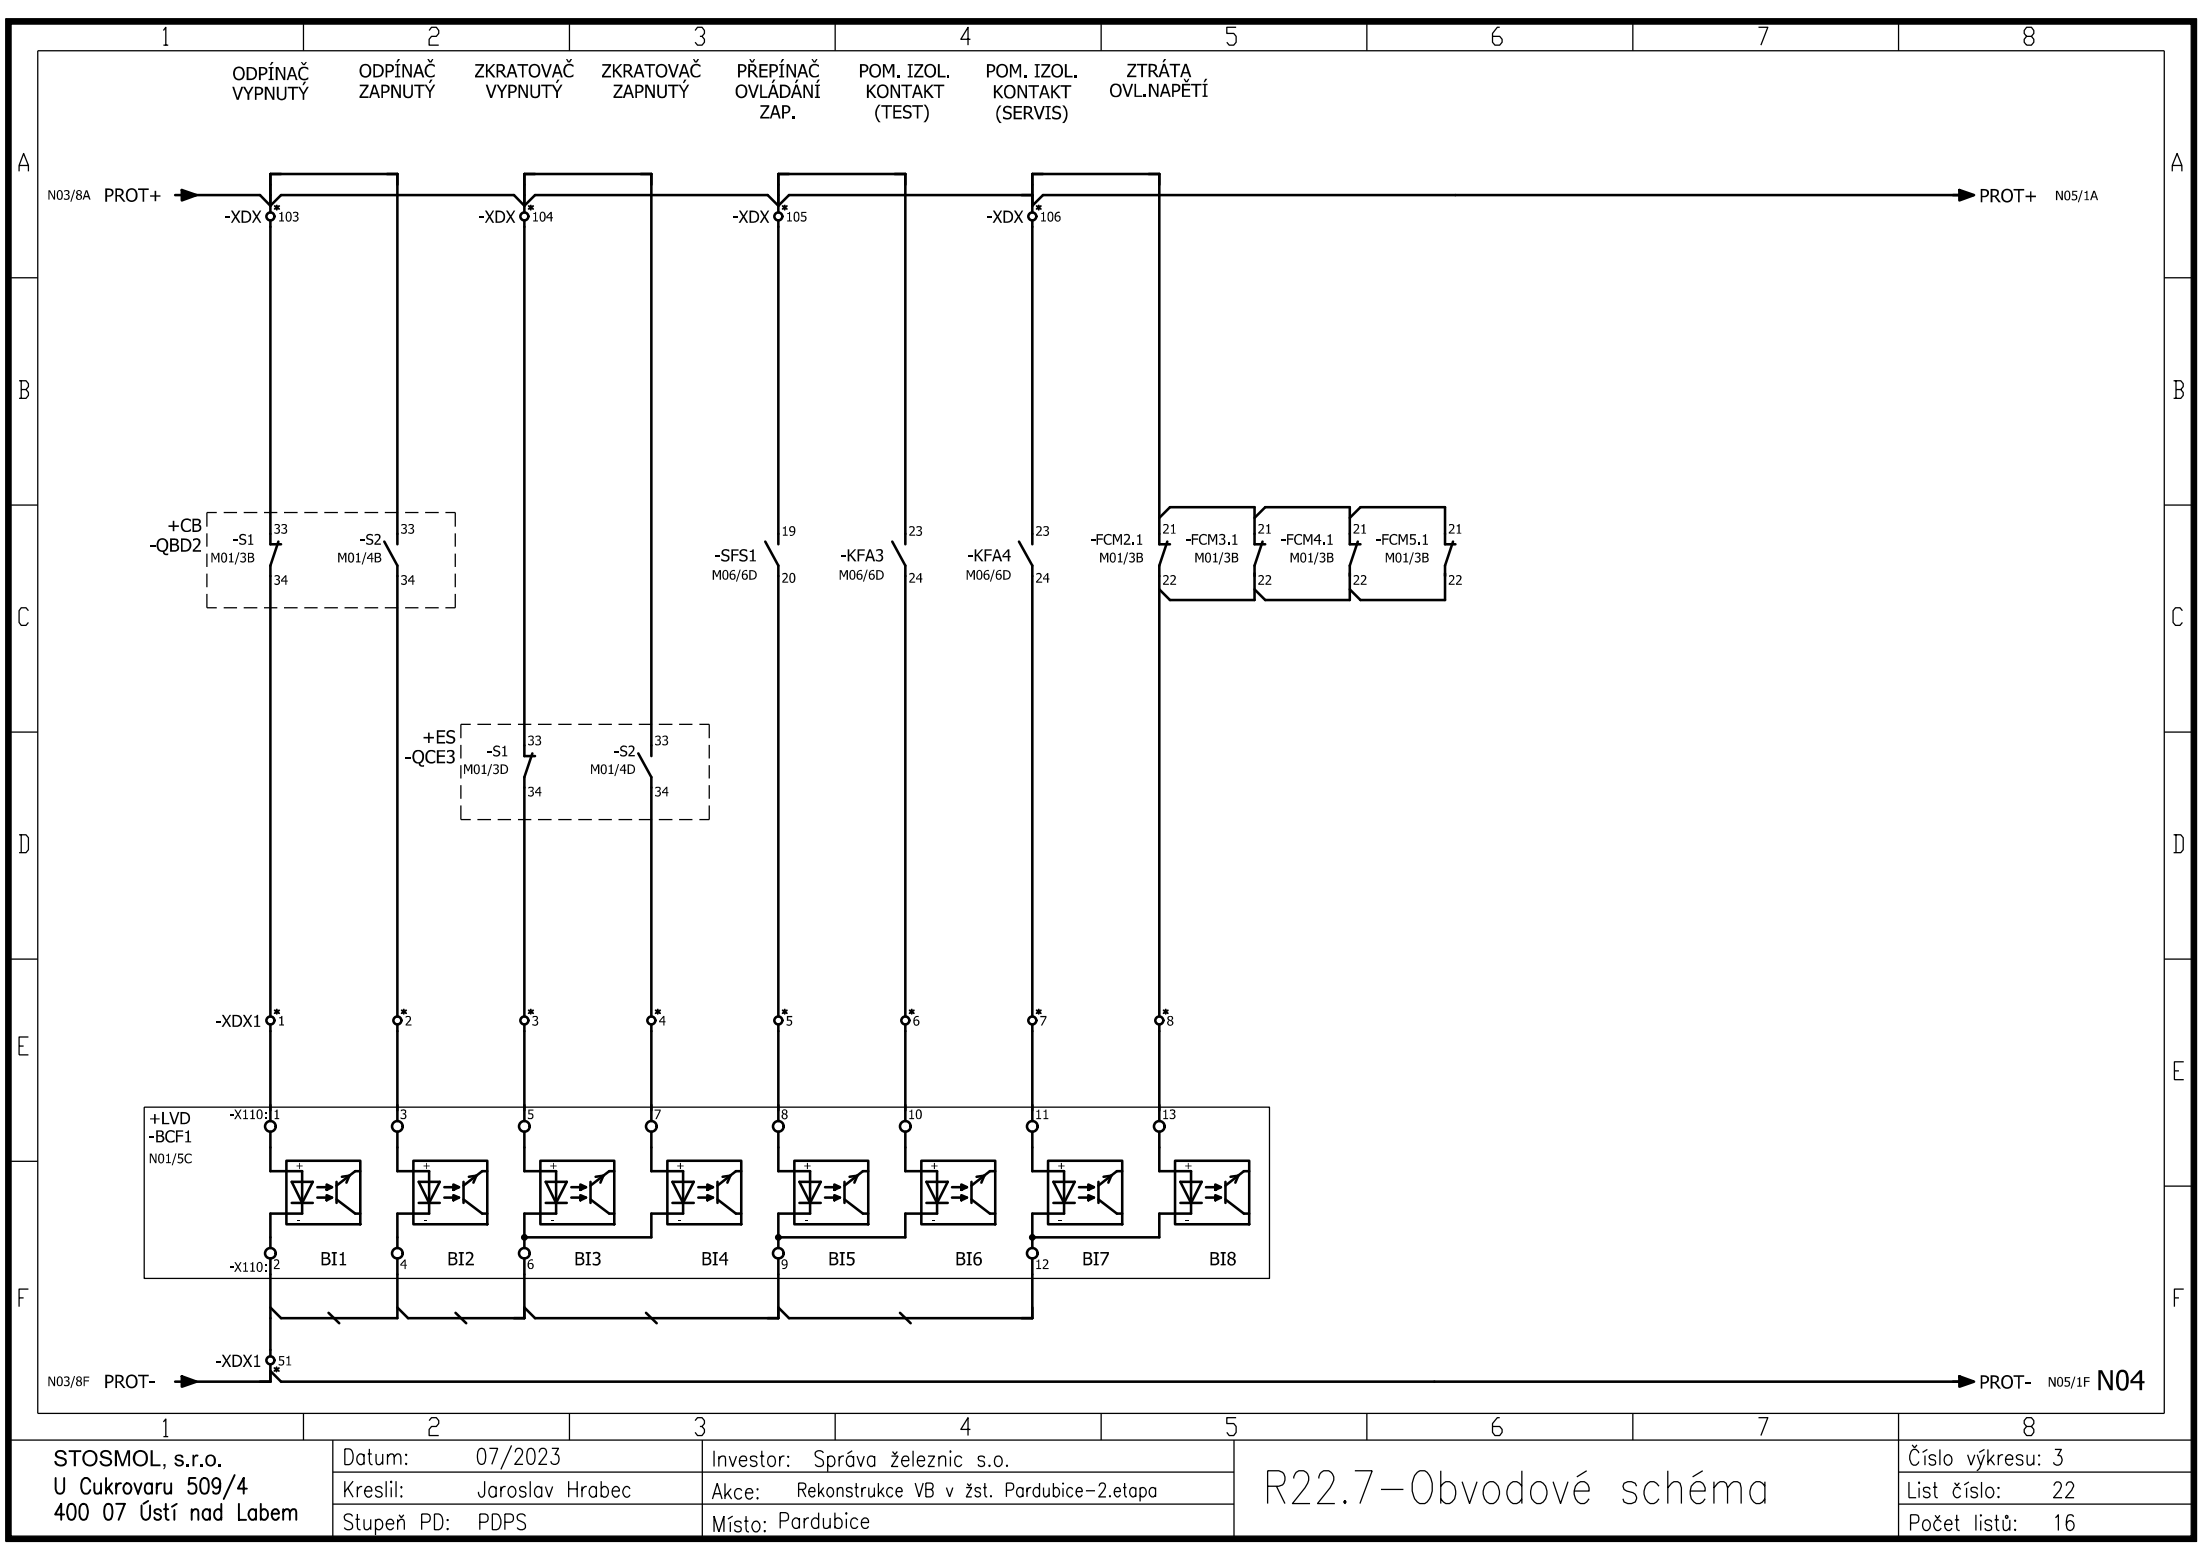 1 2 3 4 5 6 7 8
ODPÍNAČ
VYPNUTÝ
ODPÍNAČ
ZAPNUTÝ
ZKRATOVAČ
VYPNUTÝ
ZKRATOVAČ
ZAPNUTÝ
PŘEPÍNAČ
OVLÁDÁNÍ
ZAP.
POM. IZOL.
KONTAKT
(TEST)
POM. IZOL.
KONTAKT
(SERVIS)
ZTRÁTA
OVL.NAPĚTÍ
A A
N03/8A PROT+ PROT+ N05/1A
-XDX * 103 -XDX * 104 -XDX * 105 -XDX * 106
B B
+CB
-QBD2
-S1
M01/3B
33
34
-S2
M01/4B
33
34
-SFS1
M06/6D
19
20
-KFA3
M06/6D
23
24
-KFA4
M06/6D
23
24
-FCM2.1
M01/3B
21
22
-FCM3.1
M01/3B
21
22
-FCM4.1
M01/3B
21
22
-FCM5.1
M01/3B
21
22
C C
+ES
-QCE3
-S1
M01/3D
33
34
-S2
M01/4D
33
34
D D
-XDX1 * 1 * 2 * 3 * 4 * 5 * 6 * 7 * 8
E E
+LVD
-BCF1
N01/5C
-X110: 1 3 5 7 8 10 11 13
+ + + + + + + +
- - - - - - - -
BI1 BI2 BI3 BI4 BI5 BI6 BI7 BI8
-X110: 2 4 6 9 12
F F
-XDX1 51
*
N03/8F PROT- PROT- N05/1F N04
1 2 3 4 5 6 7 8
STOSMOL, s.r.o.
U Cukrovaru 509/4
400 07 Ústí nad Labem
Datum: 07/2023
Kreslil: Jaroslav Hrabec
Stupeň PD: PDPS
Investor: Správa železnic s.o.
Akce: Rekonstrukce VB v žst. Pardubice-2.etapa
Místo: Pardubice
R22.7-Obvodové schéma
Číslo výkresu: 3
List číslo: 22
Počet listů: 16